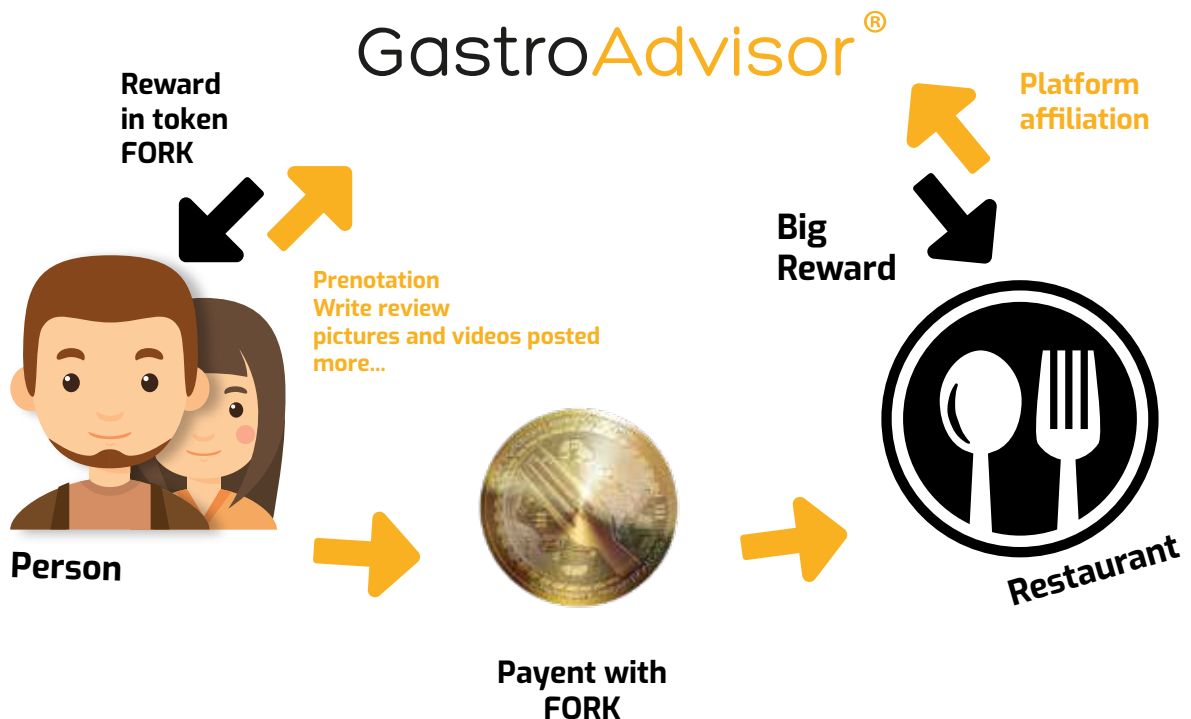 GastroAdvisor®
Reward
in token
FORK
Platform
affiliation
Big
Reward
Prenotation
Write review
pictures and videos posted
more...
Person
Restaurant
Payent with
FORK